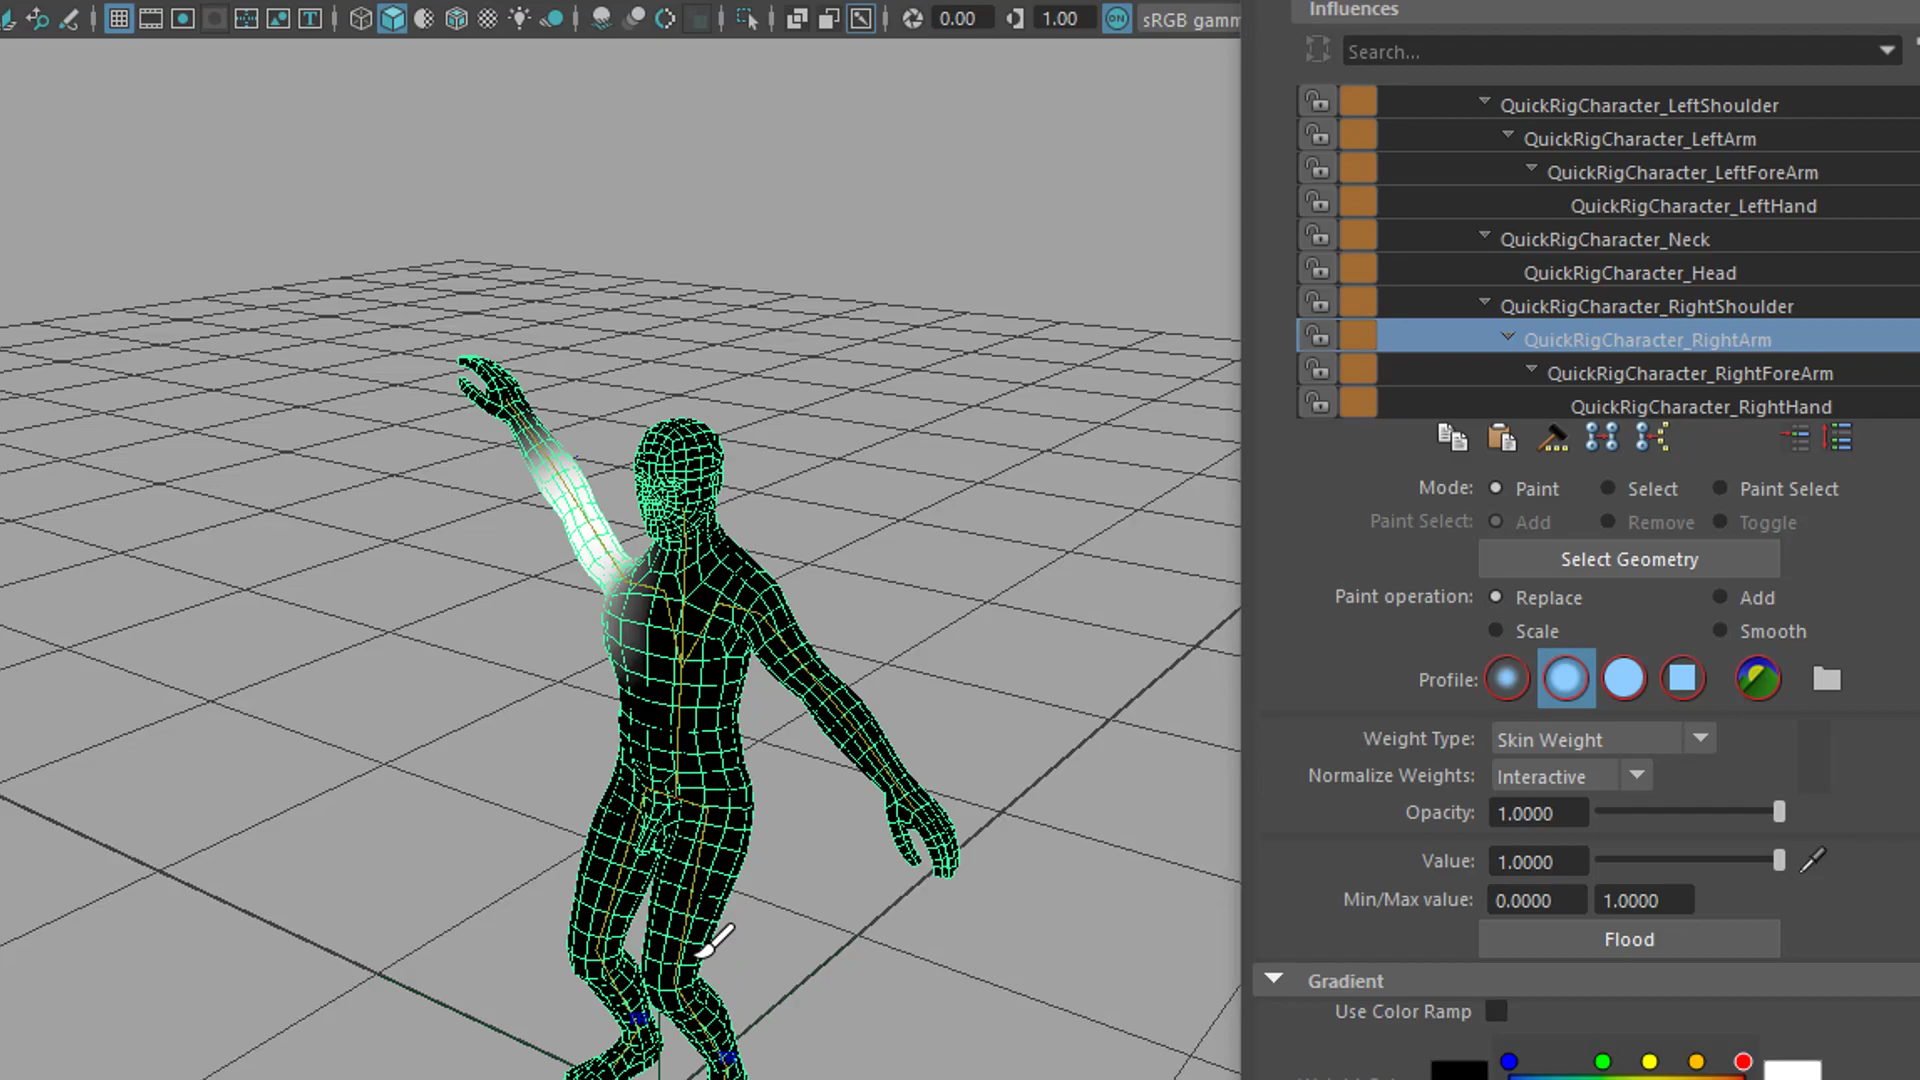 0.00 1.00 ON sRGB gamm
Influences
Search...
QuickRigCharacter_LeftShoulder
QuickRigCharacter_LeftArm
QuickRigCharacter_LeftForeArm
QuickRigCharacter_LeftHand
QuickRigCharacter_Neck
QuickRigCharacter_Head
QuickRigCharacter_RightShoulder
QuickRigCharacter_RightArm
QuickRigCharacter_RightForeArm
QuickRigCharacter_RightHand
Mode: Paint Select Paint Select
Paint Select: Add Remove Toggle
Select Geometry
Paint operation: Replace Add
Scale Smooth
Profile:
Weight Type: Skin Weight
Normalize Weights: Interactive
Opacity: 1.0000
Value: 1.0000
Min/Max value: 0.0000 1.0000
Flood
Gradient
Use Color Ramp